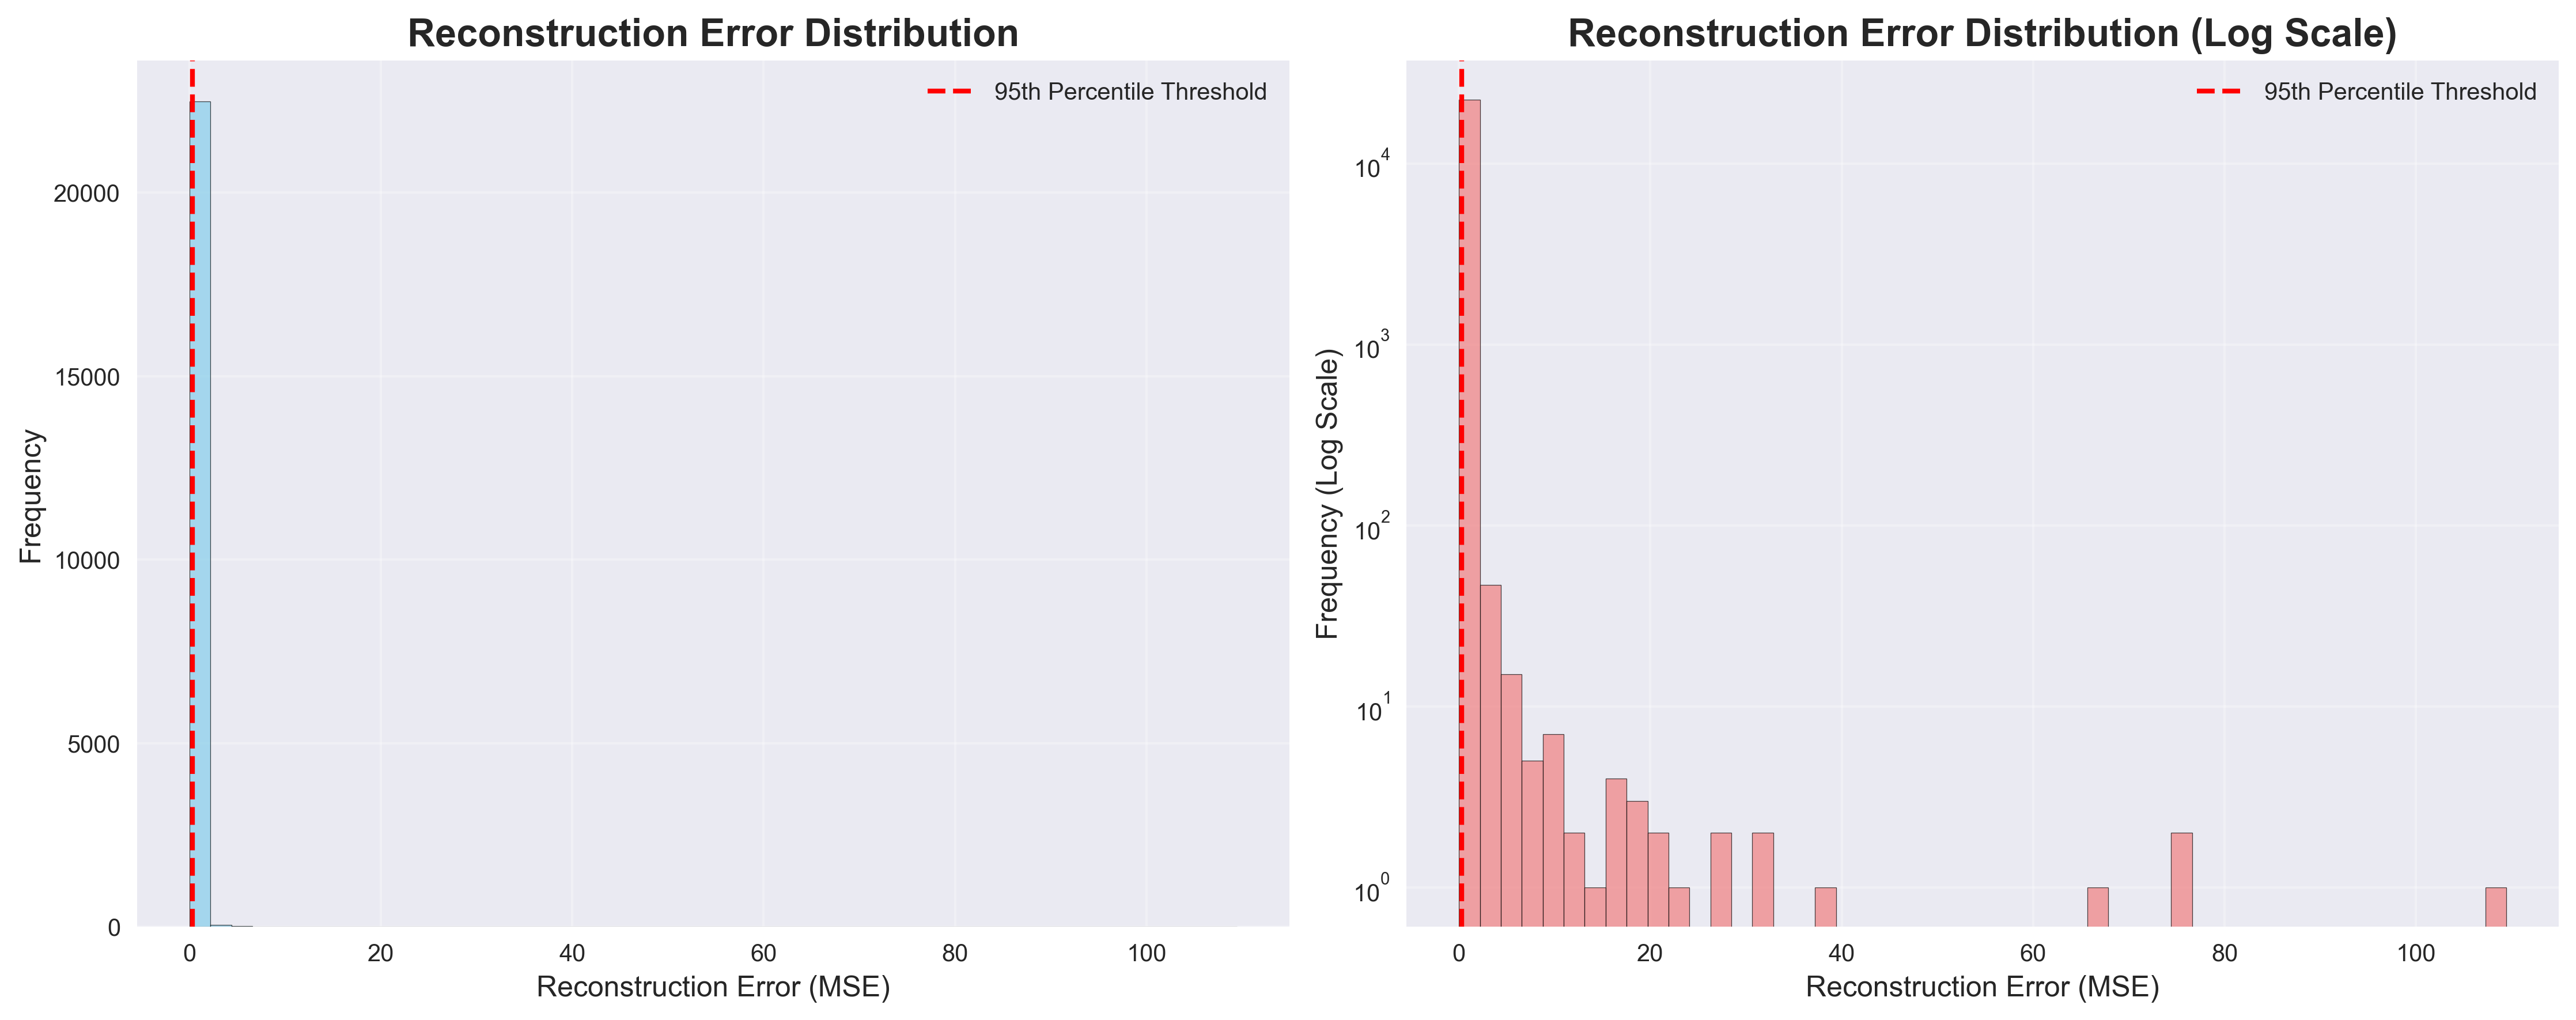 Reconstruction Error Distribution
95th Percentile Threshold
Frequency
20000
15000
10000
5000
0
0 20 40 60 80 100
Reconstruction Error (MSE)
Reconstruction Error Distribution (Log Scale)
95th Percentile Threshold
Frequency (Log Scale)
10^4
10^3
10^2
10^1
10^0
0 20 40 60 80 100
Reconstruction Error (MSE)